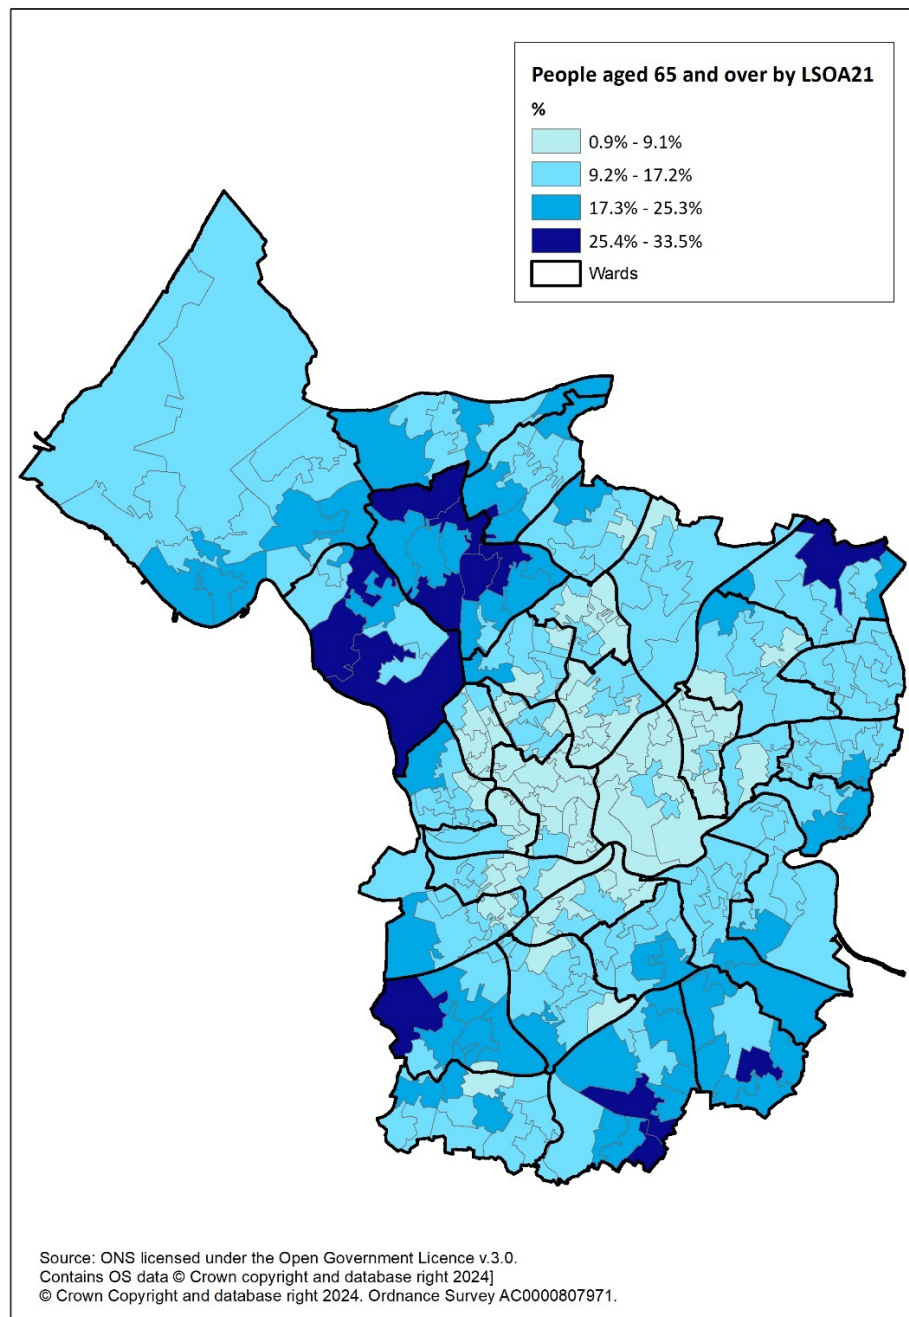 People aged 65 and over by LSOA21
%
0.9% - 9.1%
9.2% - 17.2%
17.3% - 25.3%
25.4% - 33.5%
Wards
Source: ONS licensed under the Open Government Licence v.3.0.
Contains OS data © Crown copyright and database right 2024]
© Crown Copyright and database right 2024. Ordnance Survey AC0000807971.